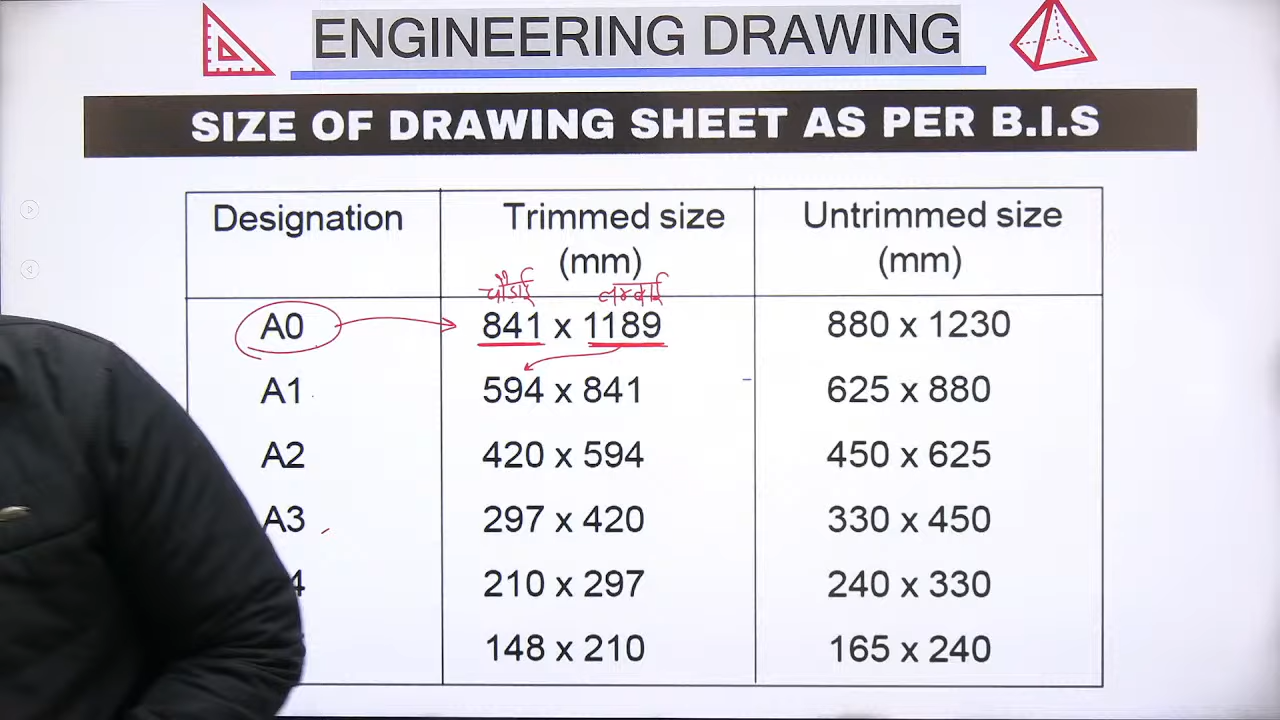 ENGINEERING DRAWING
SIZE OF DRAWING SHEET AS PER B.I.S
Designation Trimmed size (mm) Untrimmed size (mm)
चौड़ाई लम्बाई
A0 841 x 1189 880 x 1230
A1 594 x 841 625 x 880
A2 420 x 594 450 x 625
A3 297 x 420 330 x 450
4 210 x 297 240 x 330
148 x 210 165 x 240